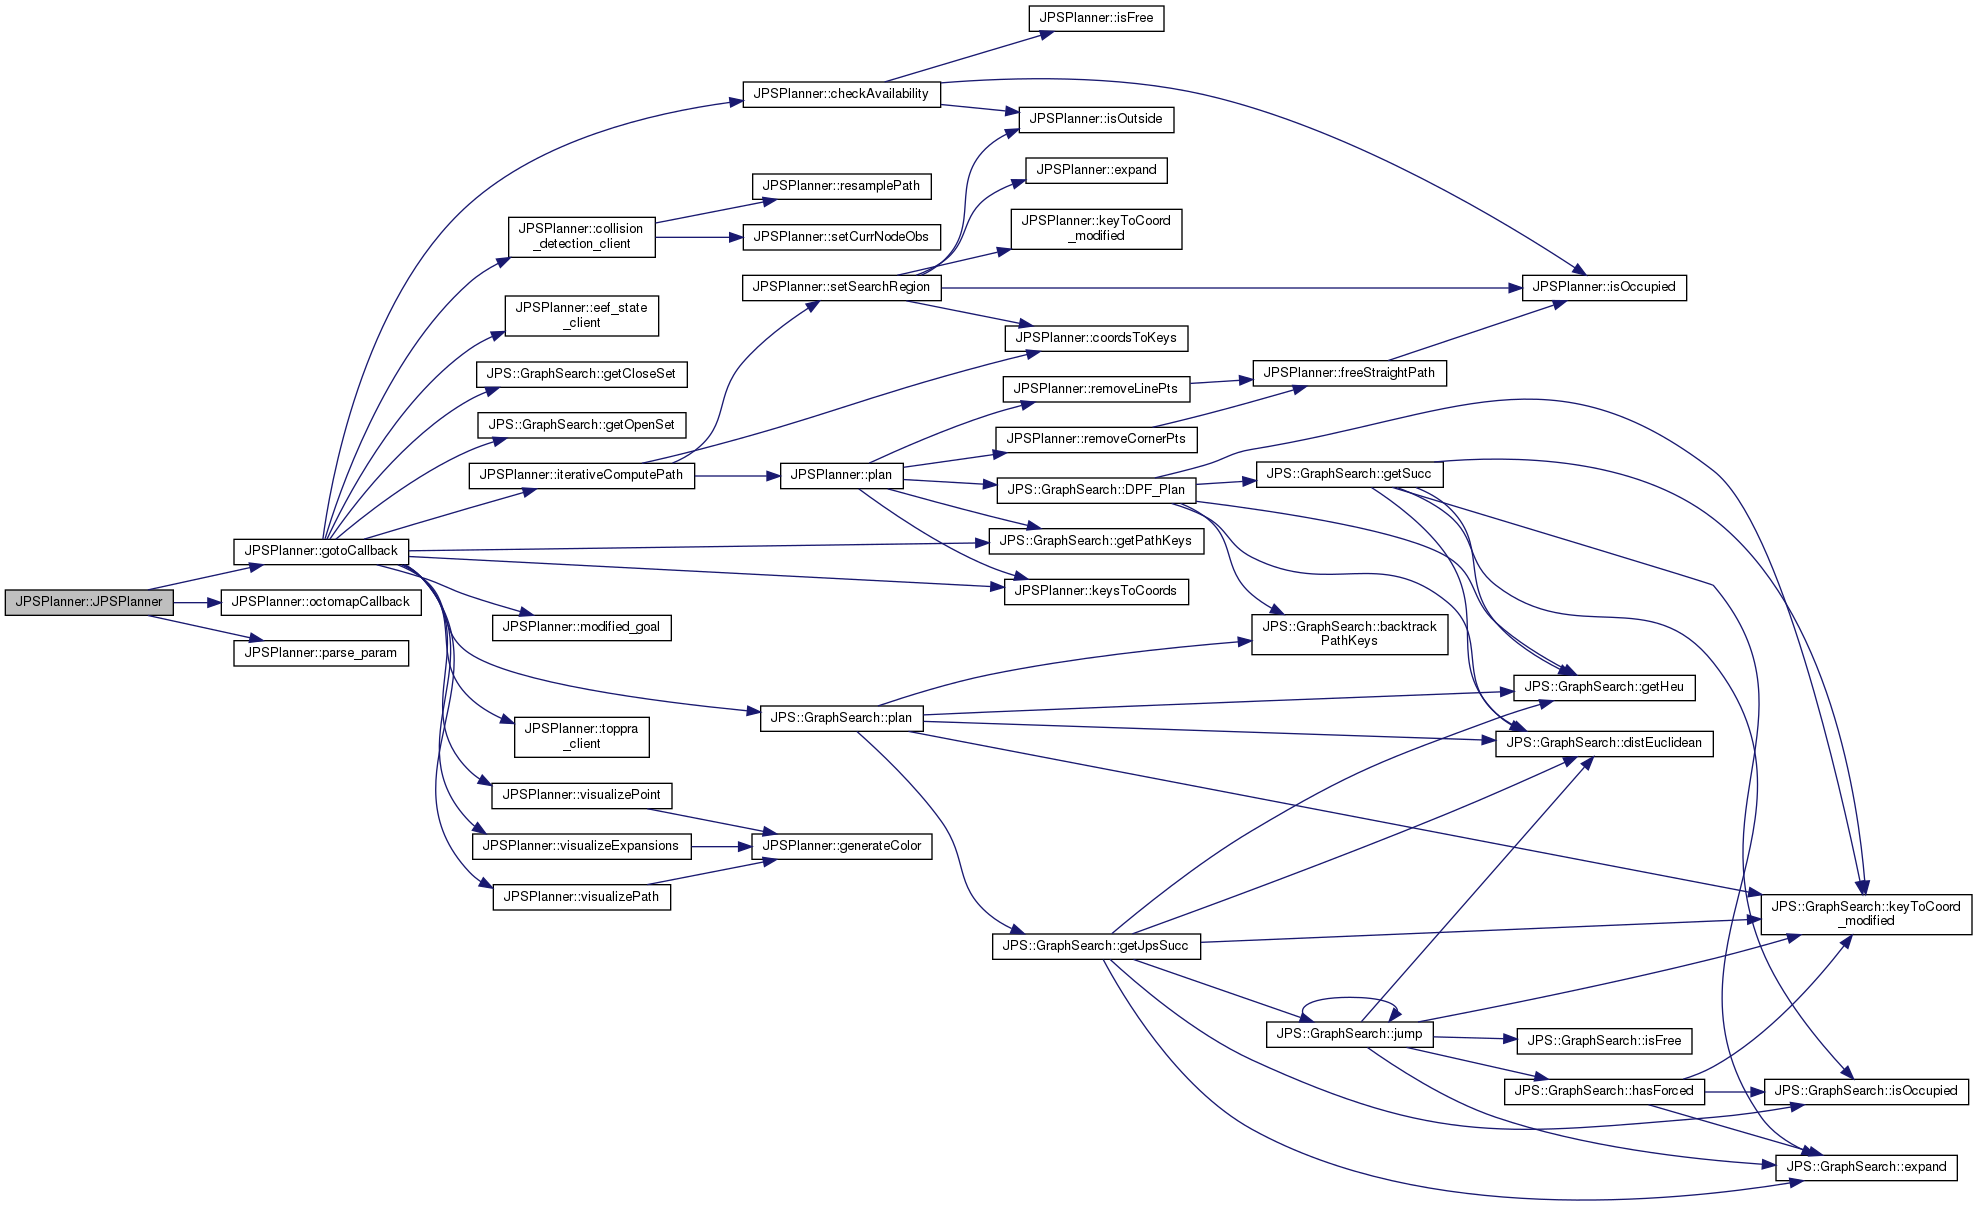 JPSPlanner::isFree
JPSPlanner::checkAvailability
JPSPlanner::isOutside
JPSPlanner::expand
JPSPlanner::resamplePath
JPSPlanner::keyToCoord
_modified
JPSPlanner::collision
_detection_client
JPSPlanner::setCurrNodeObs
JPSPlanner::setSearchRegion
JPSPlanner::isOccupied
JPSPlanner::eef_state
_client
JPSPlanner::coordsToKeys
JPS::GraphSearch::getCloseSet
JPSPlanner::freeStraightPath
JPSPlanner::removeLinePts
JPS::GraphSearch::getOpenSet
JPSPlanner::removeCornerPts
JPSPlanner::iterativeComputePath
JPSPlanner::plan
JPS::GraphSearch::getSucc
JPS::GraphSearch::DPF_Plan
JPSPlanner::gotoCallback
JPS::GraphSearch::getPathKeys
JPSPlanner::keysToCoords
JPSPlanner::JPSPlanner
JPSPlanner::octomapCallback
JPSPlanner::modified_goal
JPS::GraphSearch::backtrack
PathKeys
JPSPlanner::parse_param
JPS::GraphSearch::getHeu
JPS::GraphSearch::plan
JPSPlanner::toppra
_client
JPS::GraphSearch::distEuclidean
JPSPlanner::visualizePoint
JPSPlanner::visualizeExpansions
JPSPlanner::generateColor
JPSPlanner::visualizePath
JPS::GraphSearch::keyToCoord
_modified
JPS::GraphSearch::getJpsSucc
JPS::GraphSearch::jump
JPS::GraphSearch::isFree
JPS::GraphSearch::hasForced
JPS::GraphSearch::isOccupied
JPS::GraphSearch::expand